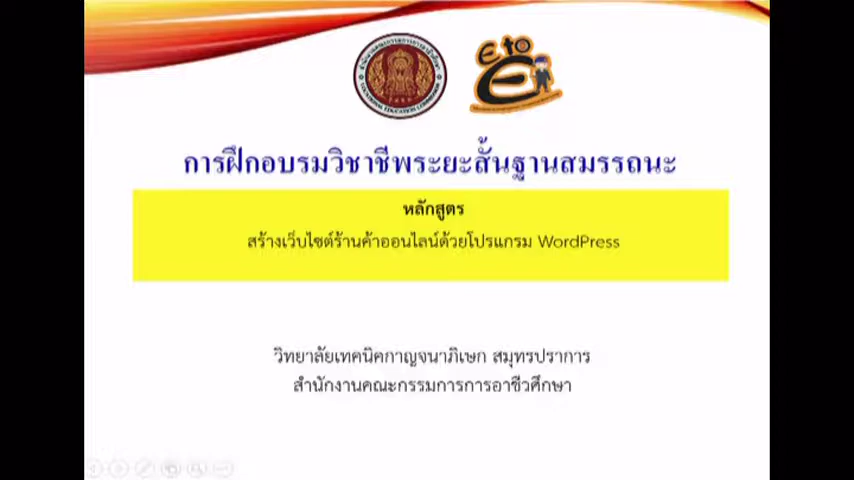 E to E
การฝึกอบรมวิชาชีพระยะสั้นฐานสมรรถนะ
หลักสูตร
สร้างเว็บไซต์ร้านค้าออนไลน์ด้วยโปรแกรม WordPress
วิทยาลัยเทคนิคกาญจนาภิเษก สมุทรปราการ
สำนักงานคณะกรรมการการอาชีวศึกษา